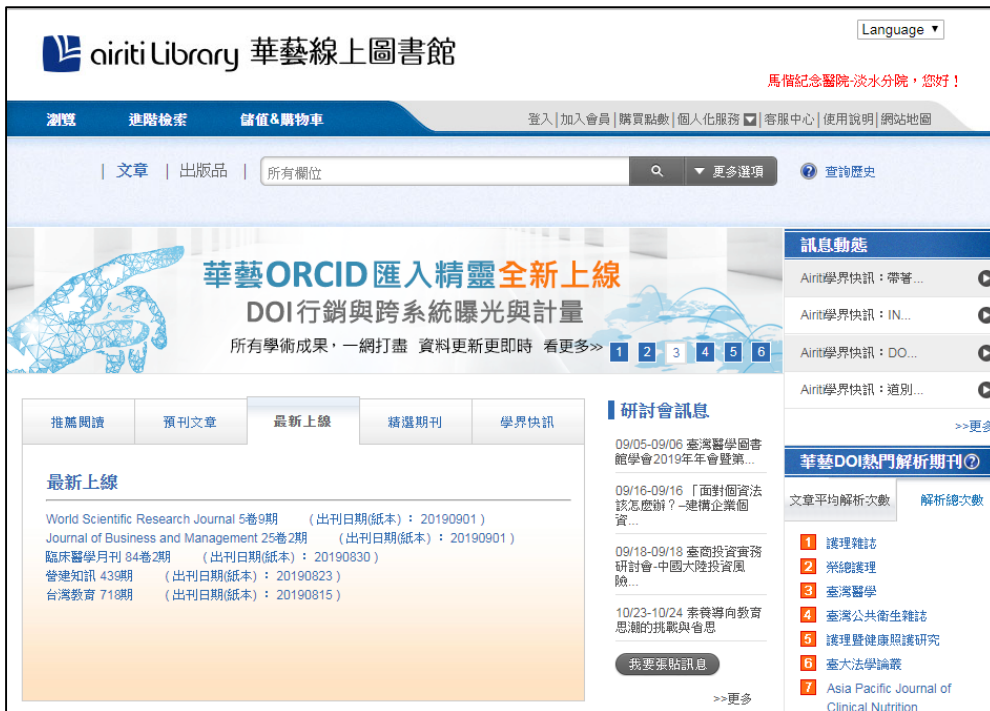 Language ▼
airiti Library 華藝線上圖書館
馬偕紀念醫院-淡水分院，您好！
瀏覽 進階檢索 儲值&購物車
登入|加入會員|購買點數|個人化服務|客服中心|使用說明|網站地圖
| 文章 | 出版品 | 所有欄位 ▼ 更多選項 ? 查詢歷史
華藝ORCID匯入精靈全新上線
DOI行銷與跨系統曝光與計量
所有學術成果，一網打盡 資料更新更即時 看更多>> 1 2 3 4 5 6
訊息動態
Airiti學界快訊：帶著...
Airiti學界快訊：IN...
Airiti學界快訊：DO...
Airiti學界快訊：道別...
>>更多
推薦閱讀 預刊文章 最新上線 精選期刊 學界快訊
最新上線
World Scientific Research Journal 5卷9期 (出刊日期(紙本)：20190901)
Journal of Business and Management 25卷2期 (出刊日期(紙本)：20190901)
臨床醫學月刊 84卷2期 (出刊日期(紙本)：20190830)
營建知訊 439期 (出刊日期(紙本)：20190823)
台灣教育 718期 (出刊日期(紙本)：20190815)
研討會訊息
09/05-09/06 臺灣醫學圖書
館學會2019年年會暨第...
09/16-09/16 「面對個資法
該怎麼辦？–建構企業個
資...
09/18-09/18 臺商投資實務
研討會-中國大陸投資風
險...
10/23-10/24 素養導向教育
思潮的挑戰與省思
我要張貼訊息
>>更多
華藝DOI熱門解析期刊?
文章平均解析次數 解析總次數
1 護理雜誌
2 榮總護理
3 臺灣醫學
4 臺灣公共衛生雜誌
5 護理暨健康照護研究
6 臺大法學論叢
7 Asia Pacific Journal of
Clinical Nutrition